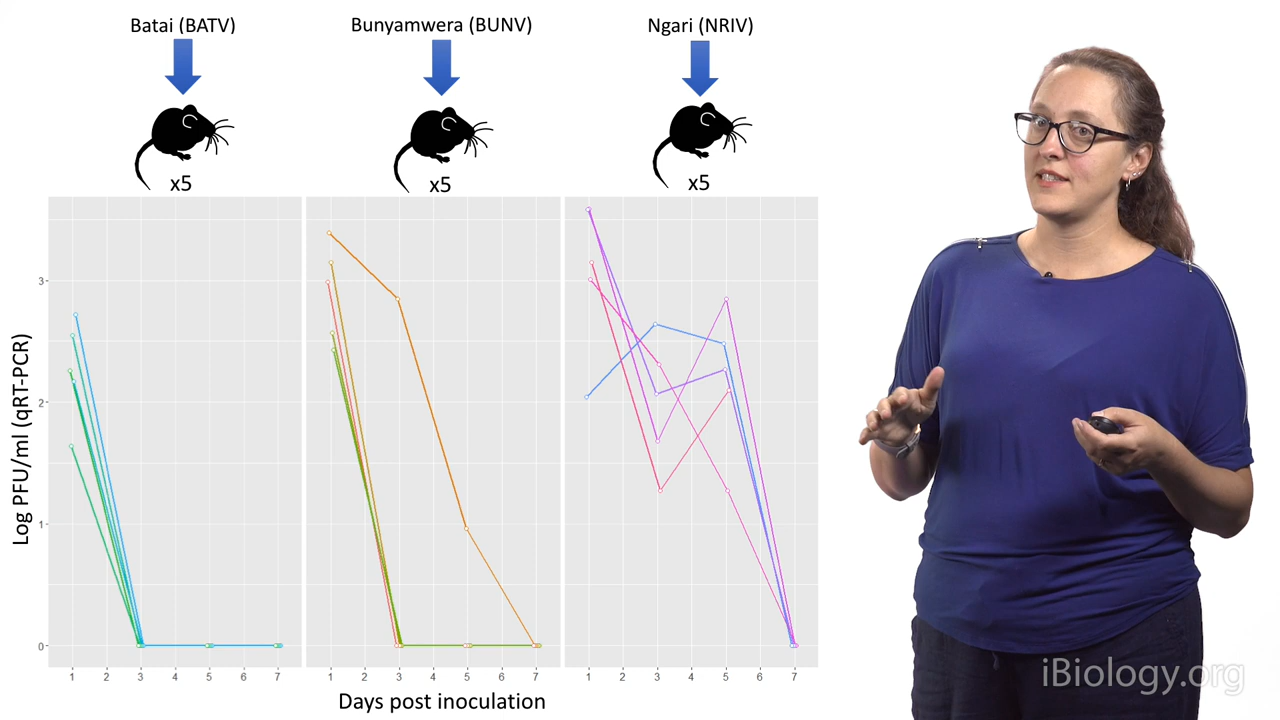 Batai (BATV)
Bunyamwera (BUNV)
Ngari (NRIV)
x5
x5
x5
Log PFU/ml (qRT-PCR)
3
2
1
0
1 2 3 4 5 6 7
1 2 3 4 5 6 7
1 2 3 4 5 6 7
Days post inoculation
iBiology.org